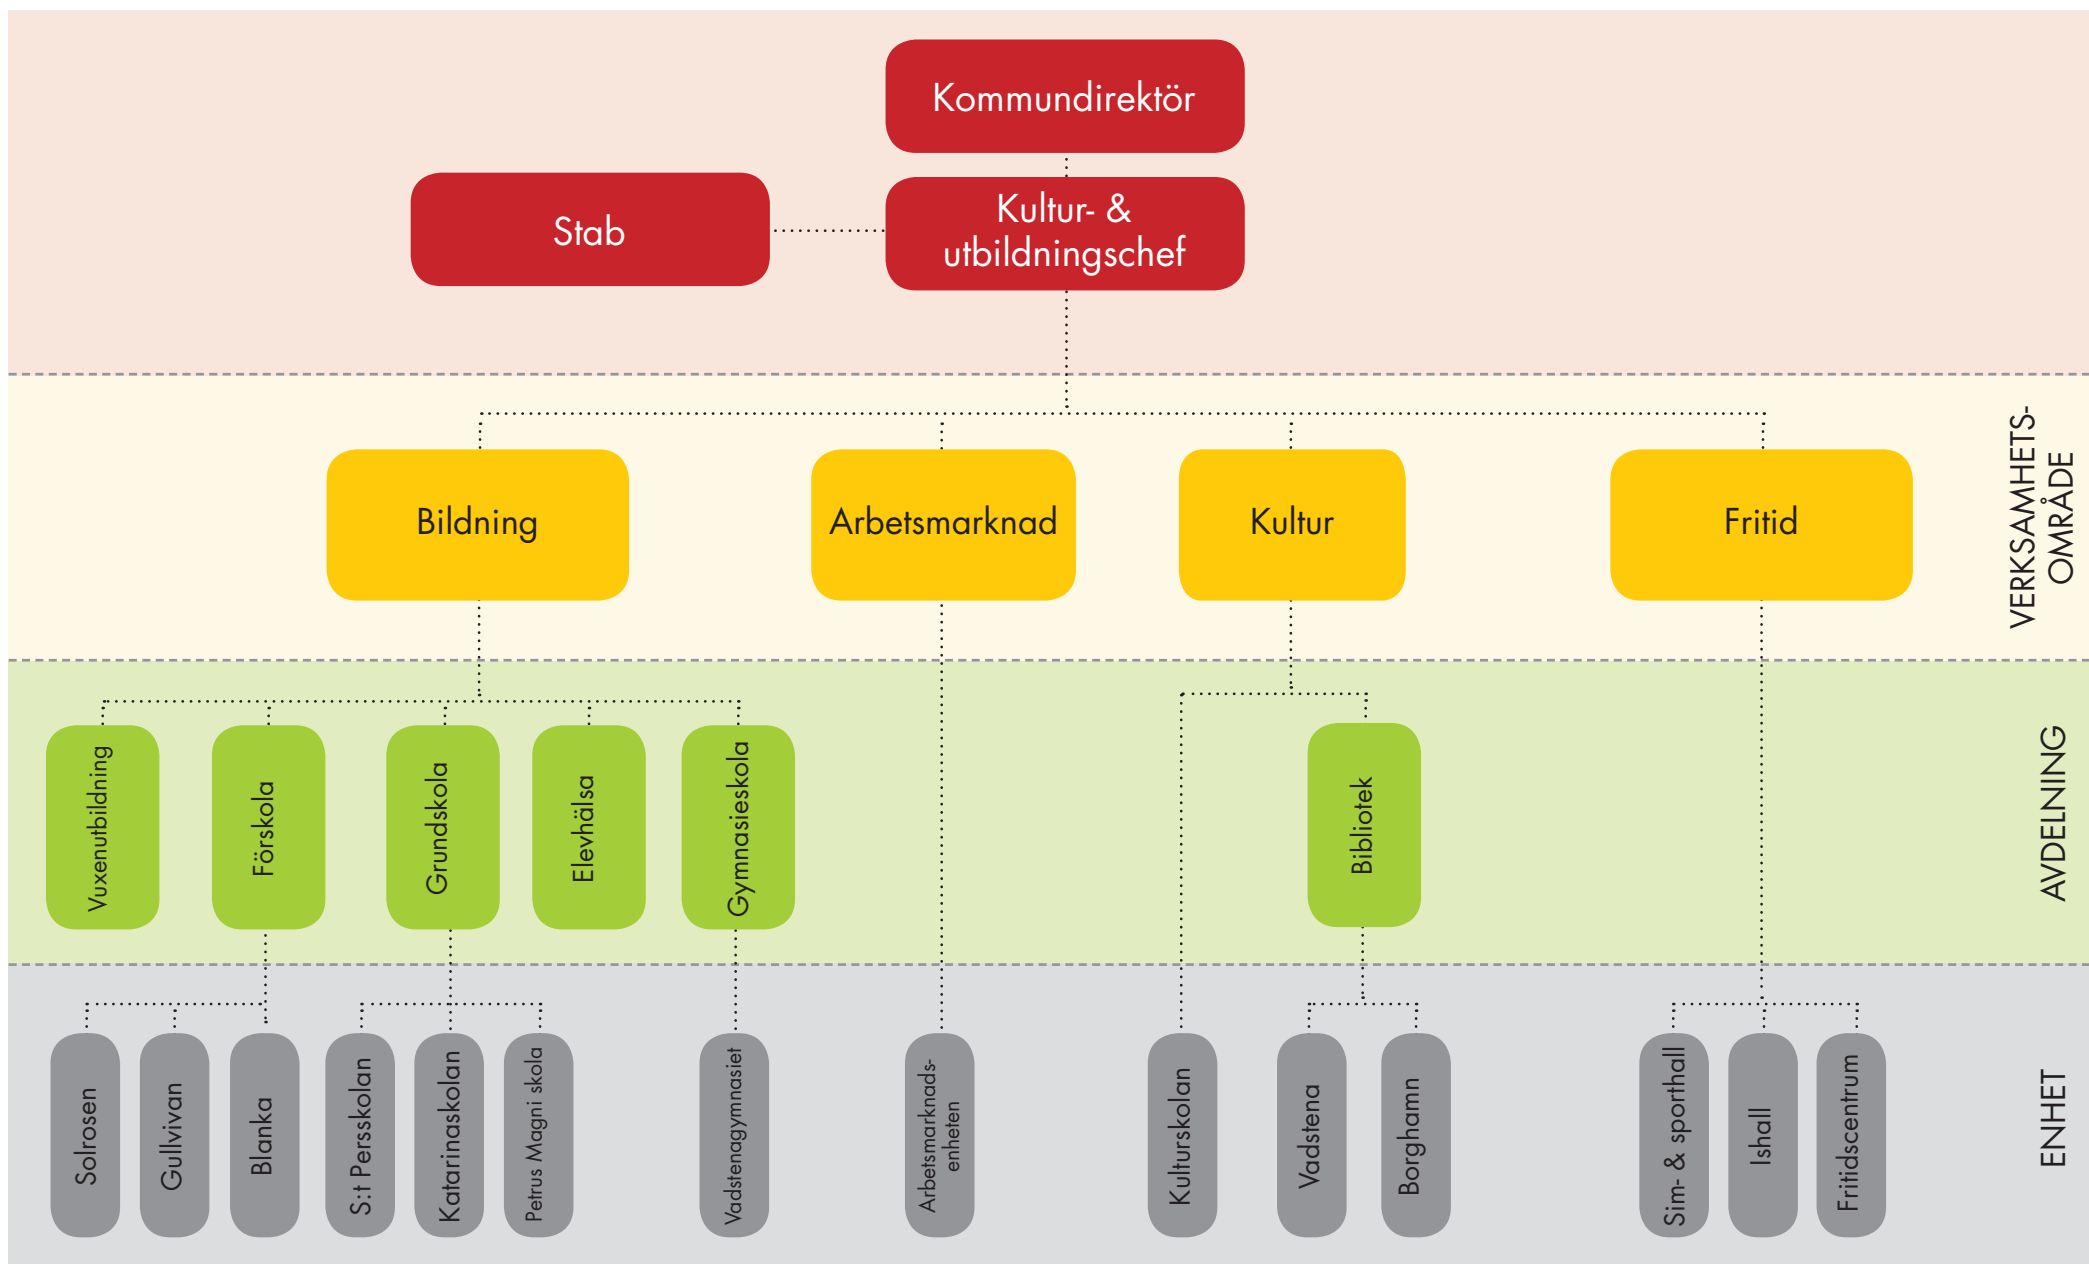 Kommundirektör
Stab
Kultur- &
utbildningschef
VERKSAMHETS-
OMRÅDE
Bildning
Arbetsmarknad
Kultur
Fritid
AVDELNING
Vuxenutbildning
Förskola
Grundskola
Elevhälsa
Gymnasieskola
Bibliotek
ENHET
Solrosen
Gullvivan
Blanka
S:t Persskolan
Katarinaskolan
Petrus Magni skola
Vadstenagymnasiet
Arbetsmarknads-
enheten
Kulturskolan
Vadstena
Borghamn
Sim- & sporthall
Ishall
Fritidscentrum